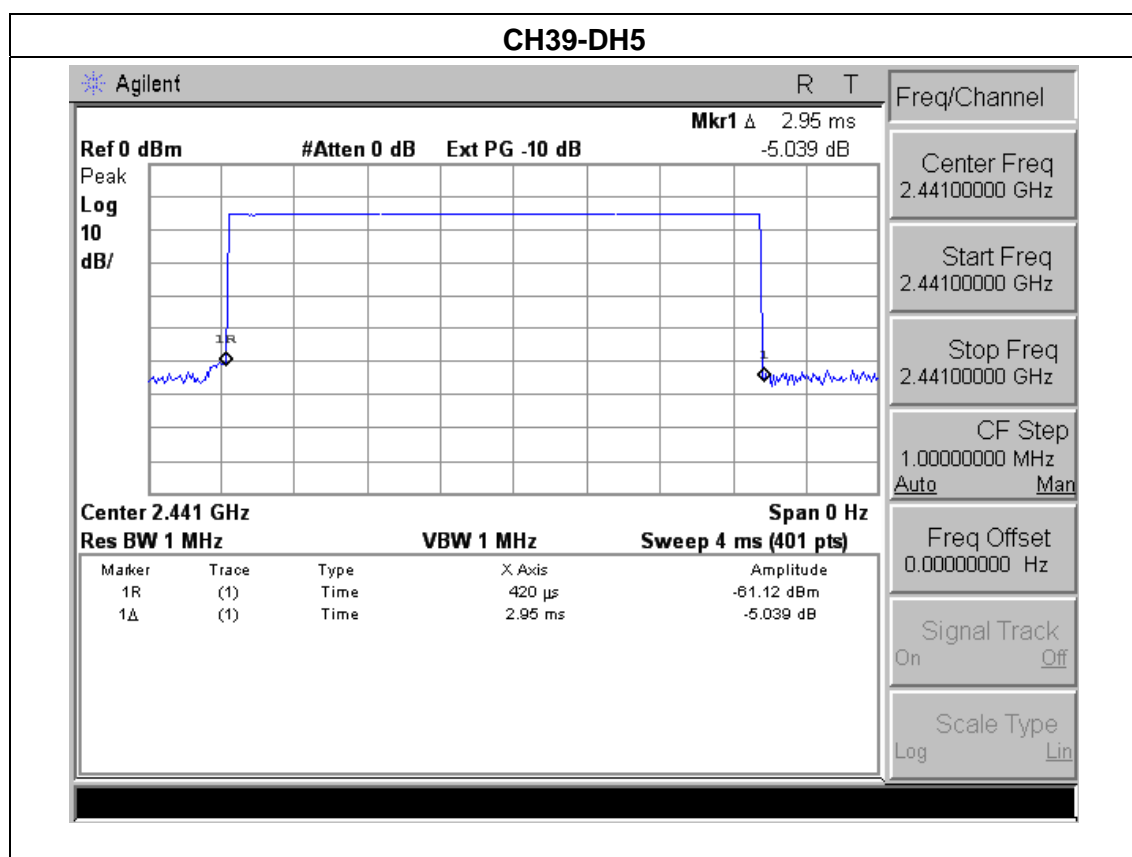 CH39-DH5
Agilent R T
Mkr1 Δ 2.95 ms
Ref 0 dBm #Atten 0 dB Ext PG -10 dB -5.039 dB
Peak
Log
10
dB/
1R
1
Center 2.441 GHz Span 0 Hz
Res BW 1 MHz VBW 1 MHz Sweep 4 ms (401 pts)
Marker Trace Type X Axis Amplitude
1R (1) Time 420 µs -61.12 dBm
1Δ (1) Time 2.95 ms -5.039 dB
Freq/Channel
Center Freq
2.44100000 GHz
Start Freq
2.44100000 GHz
Stop Freq
2.44100000 GHz
CF Step
1.00000000 MHz
Auto Man
Freq Offset
0.00000000 Hz
Signal Track
On Off
Scale Type
Log Lin